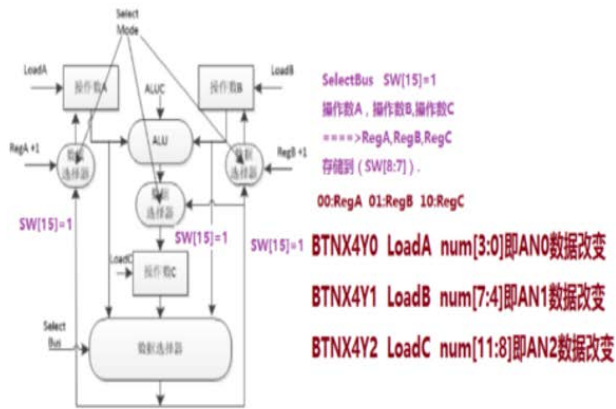 Select
Mode
LoadA
操作数A
ALUC
操作数B
LoadB
ALU
RegA +1
数据
选择器
数据
选择器
RegB +1
数据
选择器
SW[15]=1
SW[15]=1
SW[15]=1
LoadC
操作数C
Select
Bus
数据选择器
SelectBus SW[15]=1
操作数A，操作数B,操作数C
====>RegA,RegB,RegC
存储到（SW[8:7]）.
00:RegA 01:RegB 10:RegC
BTNX4Y0 LoadA num[3:0]即AN0数据改变
BTNX4Y1 LoadB num[7:4]即AN1数据改变
BTNX4Y2 LoadC num[11:8]即AN2数据改变